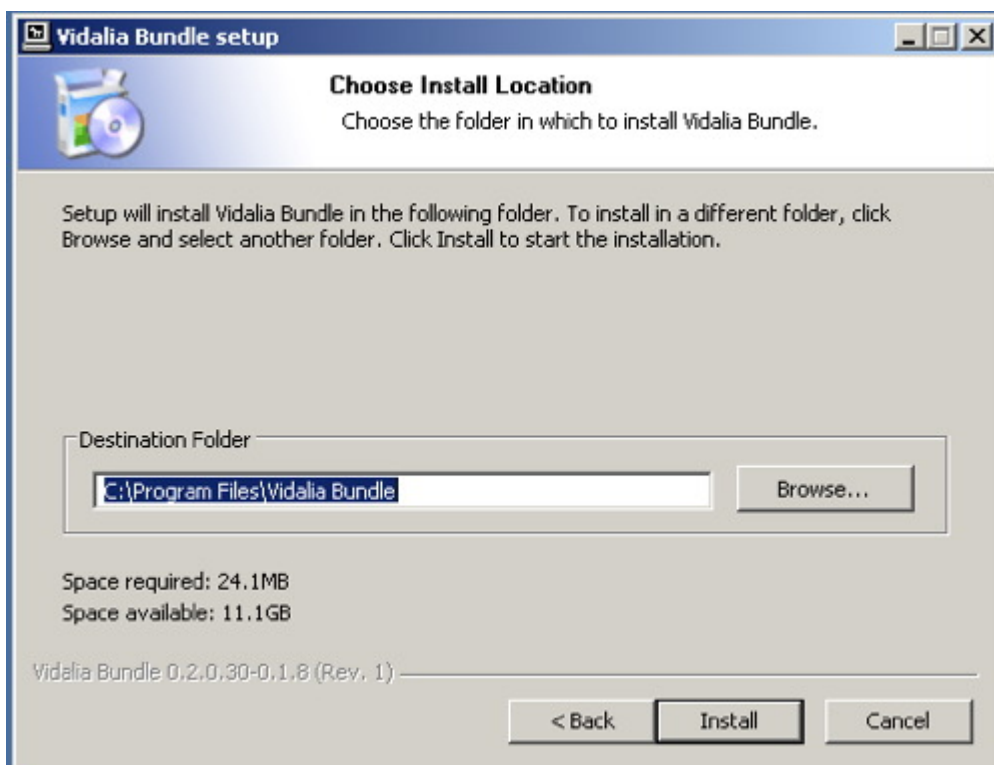 Vidalia Bundle setup
Choose Install Location
Choose the folder in which to install Vidalia Bundle.
Setup will install Vidalia Bundle in the following folder. To install in a different folder, click
Browse and select another folder. Click Install to start the installation.
Destination Folder
C:\Program Files\Vidalia Bundle
Browse...
Space required: 24.1MB
Space available: 11.1GB
Vidalia Bundle 0.2.0.30-0.1.8 (Rev. 1)
< Back Install Cancel